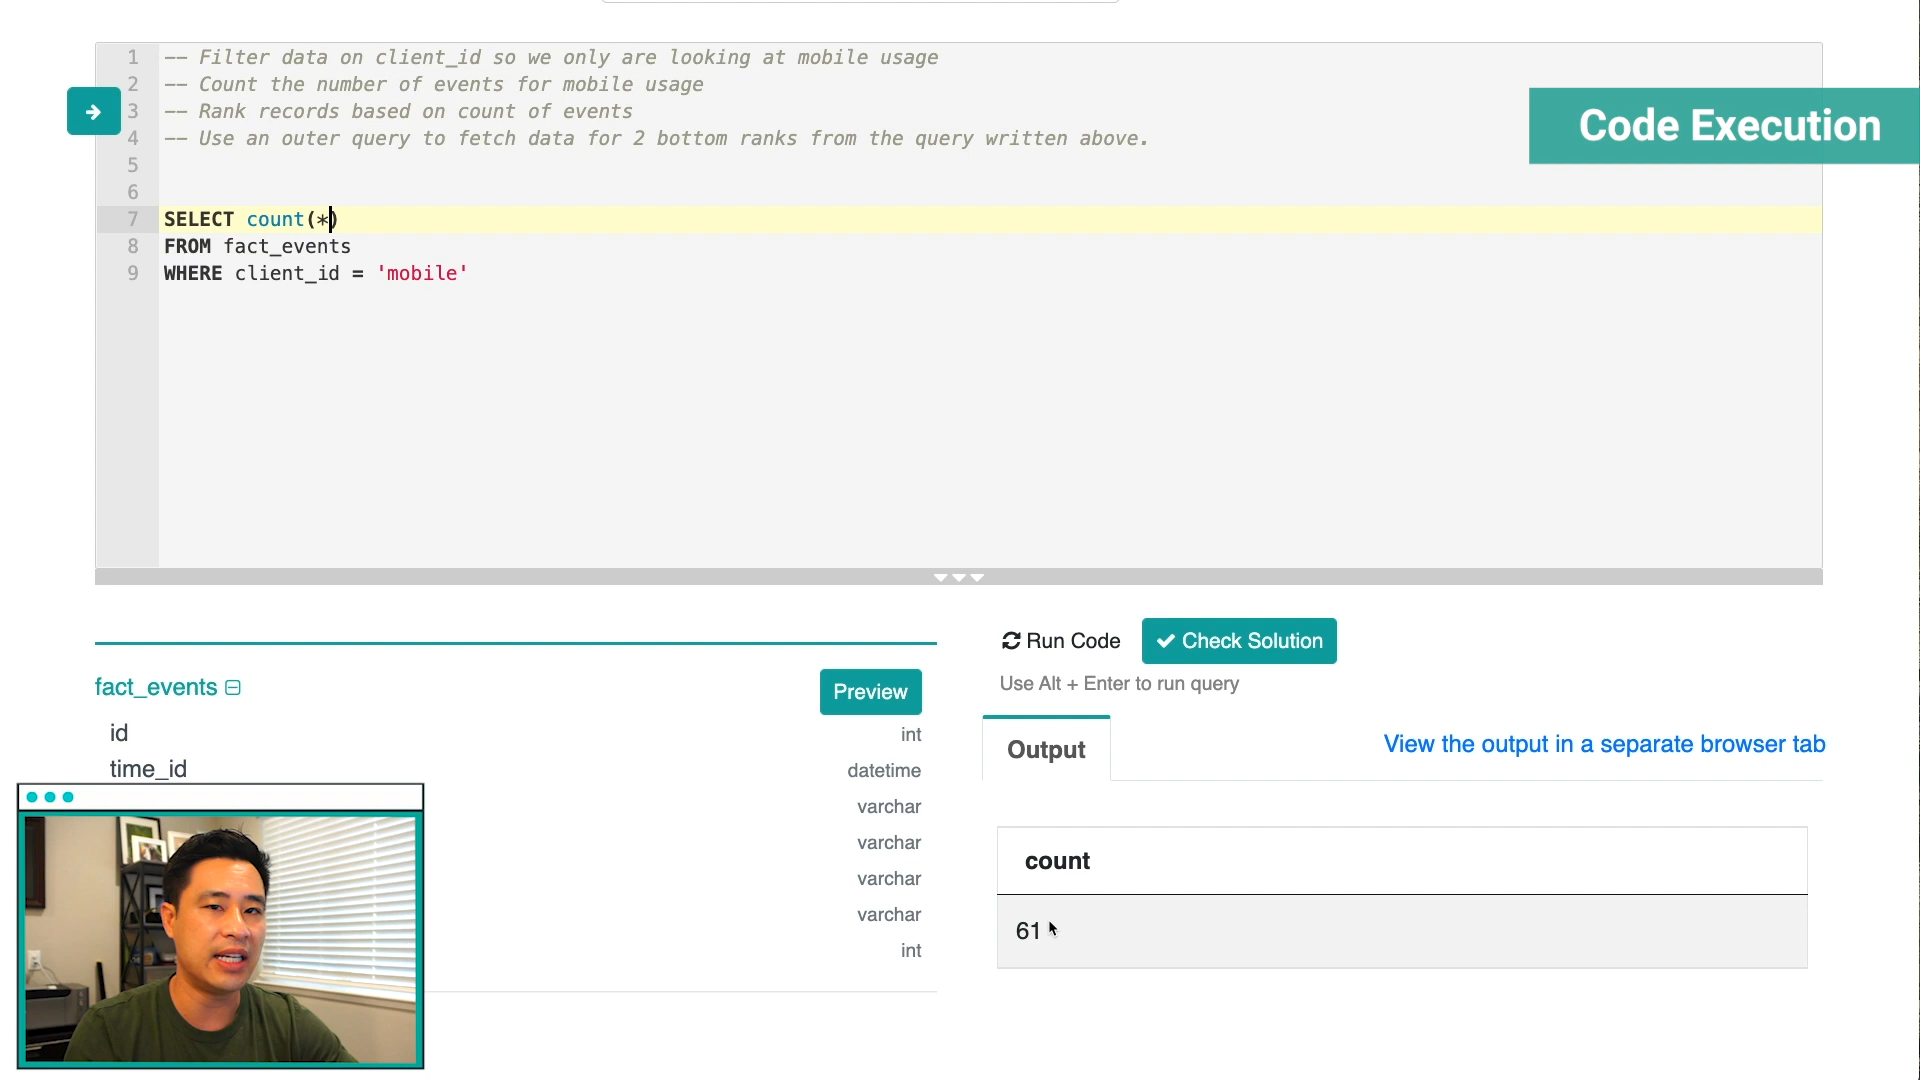 1 -- Filter data on client_id so we only are looking at mobile usage
2 -- Count the number of events for mobile usage
3 -- Rank records based on count of events
4 -- Use an outer query to fetch data for 2 bottom ranks from the query written above.
5
6
7 SELECT count(*)
8 FROM fact_events
9 WHERE client_id = 'mobile'
Code Execution
fact_events
Preview
id int
time_id datetime
varchar
varchar
varchar
varchar
int
Run Code
Check Solution
Use Alt + Enter to run query
Output
View the output in a separate browser tab
count
61